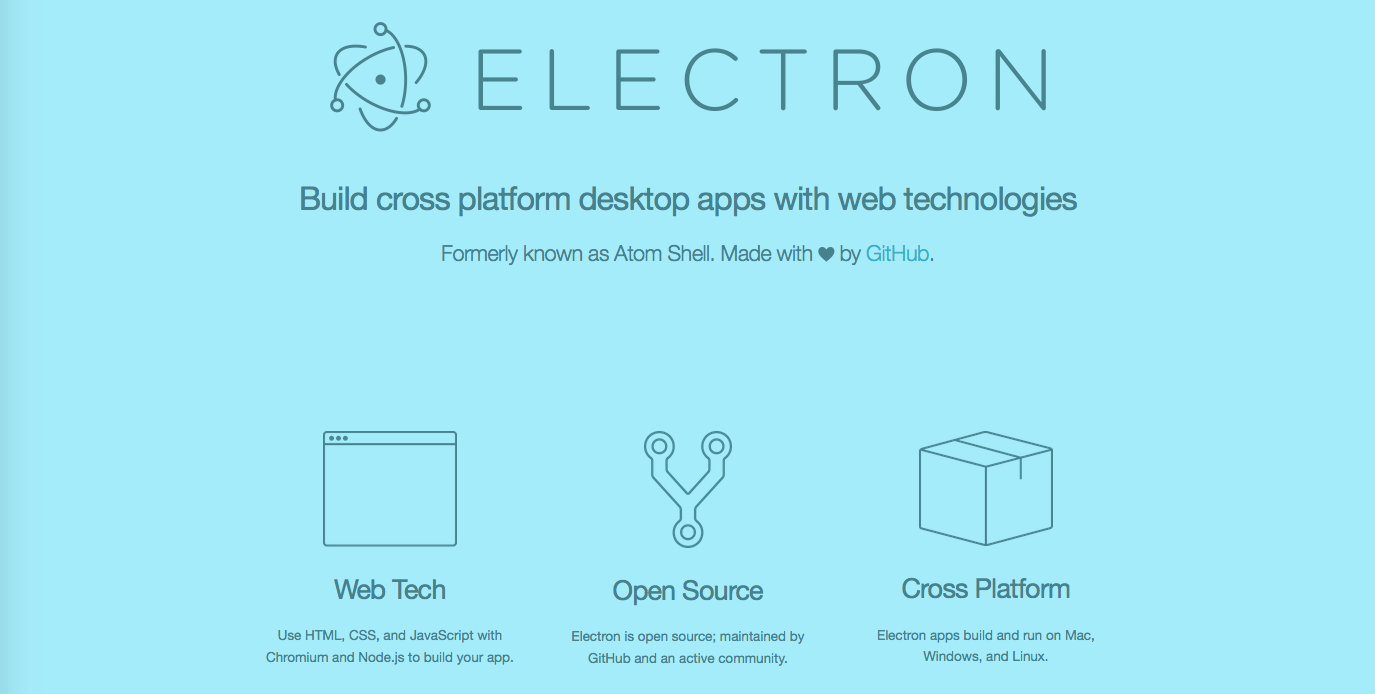 ELECTRON
Build cross platform desktop apps with web technologies
Formerly known as Atom Shell. Made with ♥ by GitHub.
Web Tech
Use HTML, CSS, and JavaScript with
Chromium and Node.js to build your app.
Open Source
Electron is open source; maintained by
GitHub and an active community.
Cross Platform
Electron apps build and run on Mac,
Windows, and Linux.